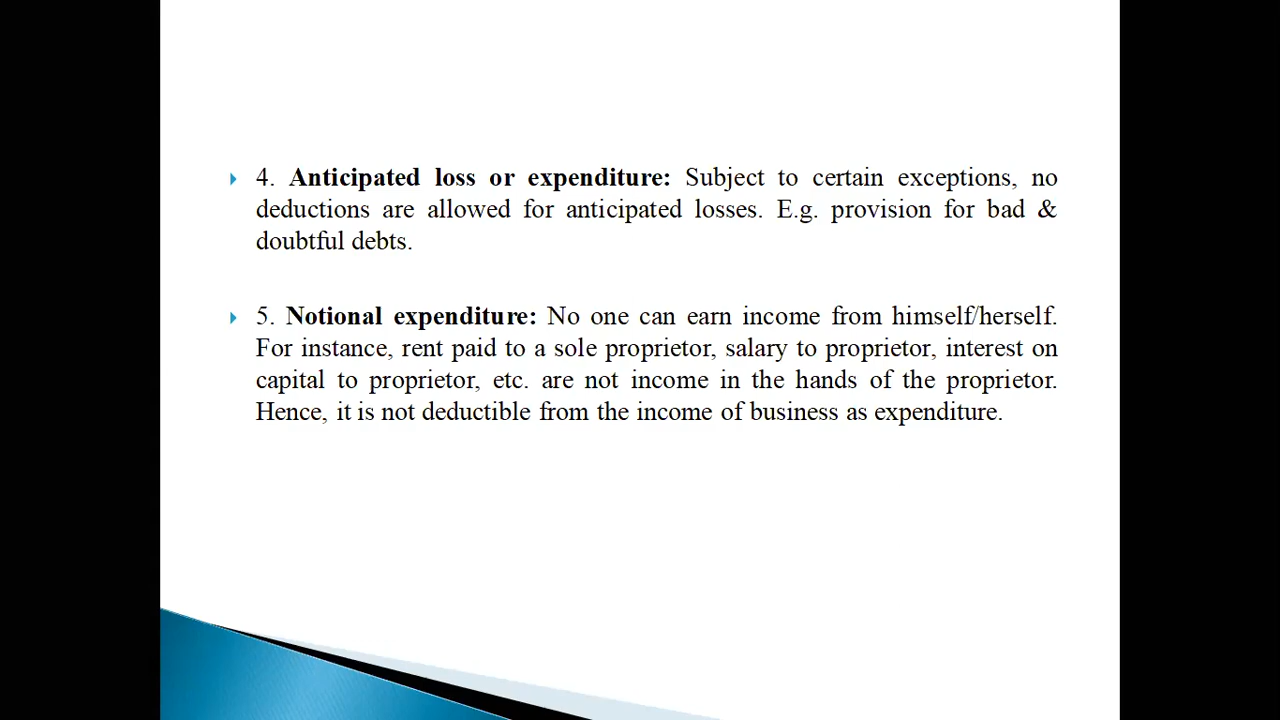 4. Anticipated loss or expenditure: Subject to certain exceptions, no
deductions are allowed for anticipated losses. E.g. provision for bad &
doubtful debts.
5. Notional expenditure: No one can earn income from himself/herself.
For instance, rent paid to a sole proprietor, salary to proprietor, interest on
capital to proprietor, etc. are not income in the hands of the proprietor.
Hence, it is not deductible from the income of business as expenditure.